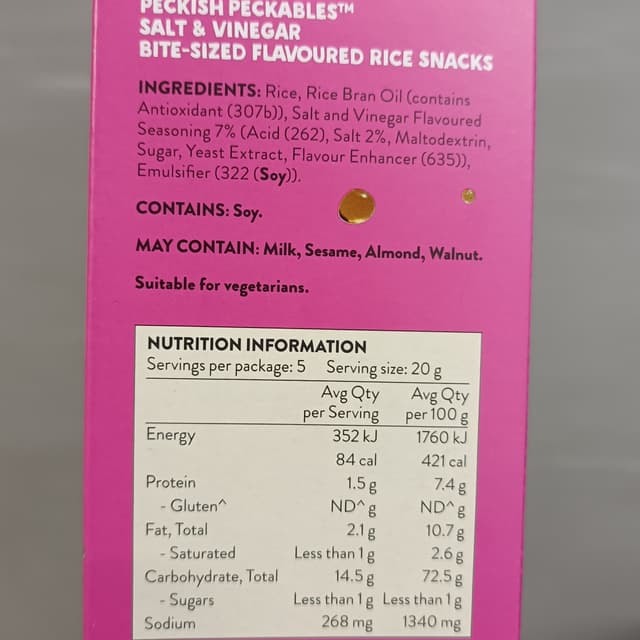 PECKISH PECKABLES™
SALT & VINEGAR
BITE-SIZED FLAVOURED RICE SNACKS
INGREDIENTS: Rice, Rice Bran Oil (contains
Antioxidant (307b)), Salt and Vinegar Flavoured
Seasoning 7% (Acid (262), Salt 2%, Maltodextrin,
Sugar, Yeast Extract, Flavour Enhancer (635)),
Emulsifier (322 (Soy)).
CONTAINS: Soy.
MAY CONTAIN: Milk, Sesame, Almond, Walnut.
Suitable for vegetarians.
NUTRITION INFORMATION
Servings per package: 5 Serving size: 20 g
Avg Qty Avg Qty
per Serving per 100 g
Energy 352 kJ 1760 kJ
84 cal 421 cal
Protein 1.5 g 7.4 g
- Gluten^ ND^ g ND^ g
Fat, Total 2.1 g 10.7 g
- Saturated Less than 1 g 2.6 g
Carbohydrate, Total 14.5 g 72.5 g
- Sugars Less than 1 g Less than 1 g
Sodium 268 mg 1340 mg